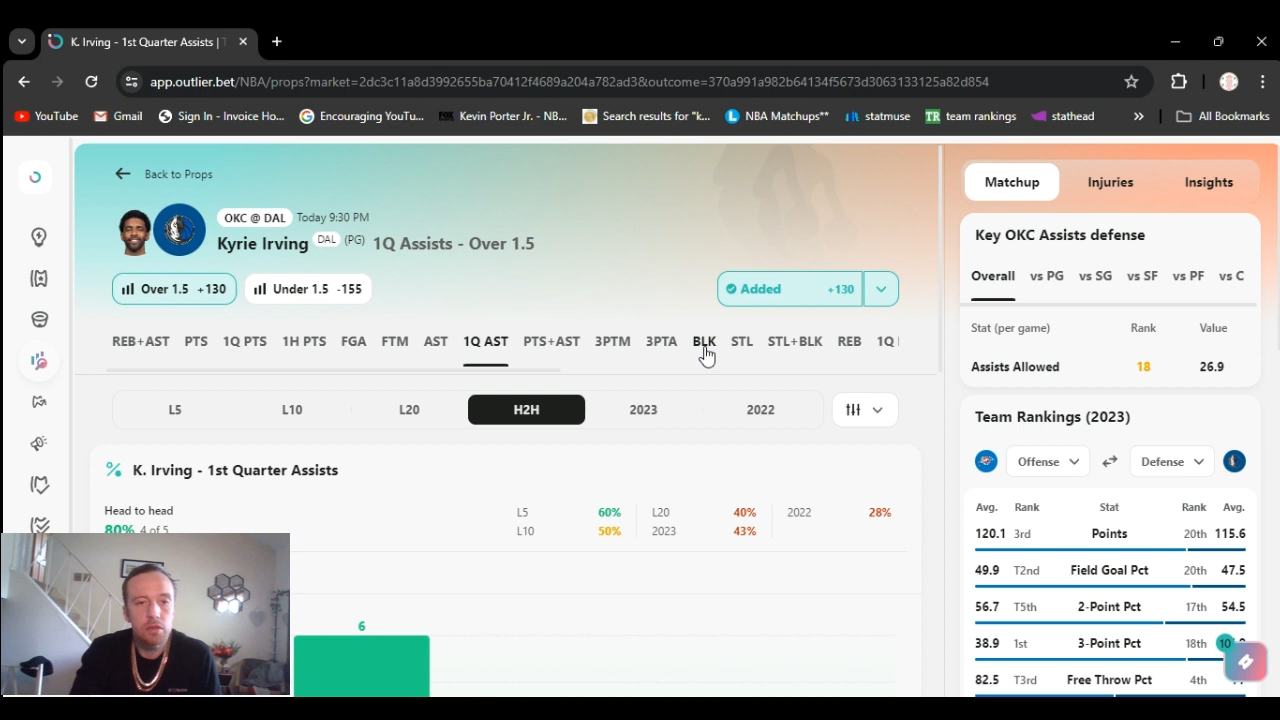 K. Irving - 1st Quarter Assists |
app.outlier.bet/NBA/props?market=2dc3c11a8d3992655ba70412f4689a204a782ad3&outcome=370a991a982b64134f5673d3063133125a82d854
YouTube Gmail Sign In - Invoice Ho... Encouraging YouTu... Kevin Porter Jr. - NB... Search results for "k... NBA Matchups** statmuse team rankings stathead » All Bookmarks
Back to Props
OKC @ DAL Today 9:30 PM
Kyrie Irving DAL (PG) 1Q Assists - Over 1.5
Over 1.5 +130 Under 1.5 -155 Added +130
REB+AST PTS 1Q PTS 1H PTS FGA FTM AST 1Q AST PTS+AST 3PTM 3PTA BLK STL STL+BLK REB 1Q
L5 L10 L20 H2H 2023 2022
K. Irving - 1st Quarter Assists
Head to head L5 60% L20 40% 2022 28%
80% 4 of 5 L10 50% 2023 43%
6
Matchup Injuries Insights
Key OKC Assists defense
Overall vs PG vs SG vs SF vs PF vs C
Stat (per game) Rank Value
Assists Allowed 18 26.9
Team Rankings (2023)
Offense Defense
Avg. Rank Stat Rank Avg.
120.1 3rd Points 20th 115.6
49.9 T2nd Field Goal Pct 20th 47.5
56.7 T5th 2-Point Pct 17th 54.5
38.9 1st 3-Point Pct 18th
82.5 T3rd Free Throw Pct 4th